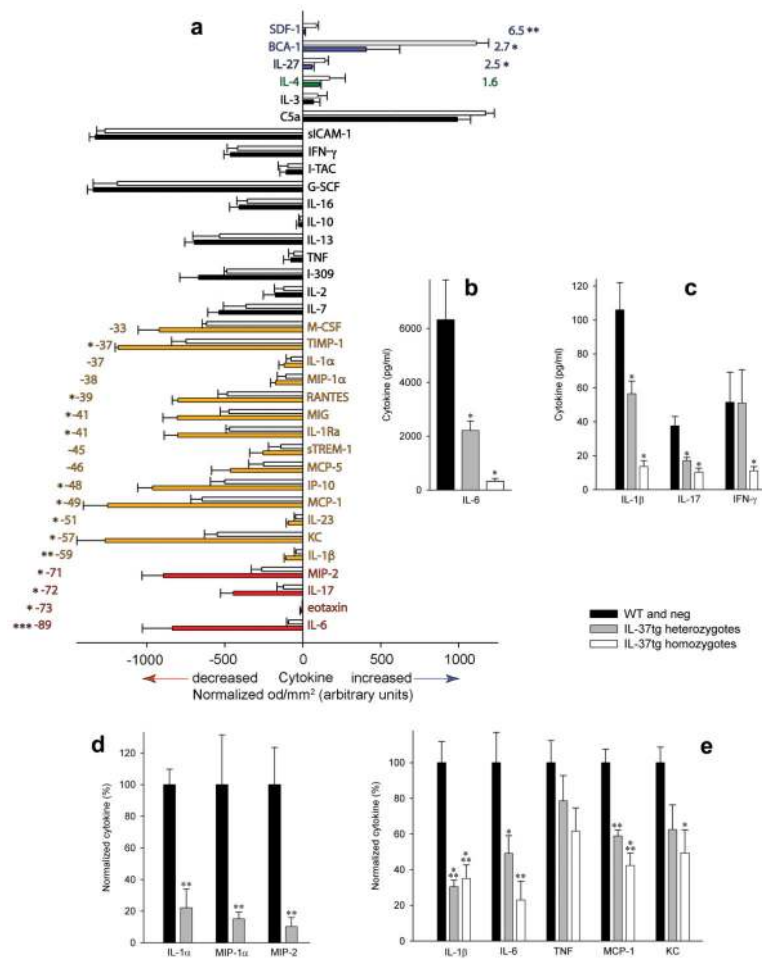 a
SDF-1 6.5 **
BCA-1 2.7 *
IL-27 2.5 *
IL-4 1.6
IL-3
C5a
sICAM-1
IFN-γ
I-TAC
G-SCF
IL-16
IL-10
IL-13
TNF
I-309
IL-2
IL-7
-33 M-CSF
* -37 TIMP-1
-37 IL-1α
-38 MIP-1α
* -39 RANTES
* -41 MIG
* -41 IL-1Ra
-45 sTREM-1
-46 MCP-5
* -48 IP-10
* -49 MCP-1
* -51 IL-23
* -57 KC
** -59 IL-1β
* -71 MIP-2
* -72 IL-17
* -73 eotaxin
*** -89 IL-6
-1000 -500 0 500 1000
decreased Cytokine increased
Normalized od/mm² (arbitrary units)
b
Cytokine (pg/ml)
6000
4000
2000
0
*
*
IL-6
c
Cytokine (pg/ml)
120
100
80
60
40
20
0
* * * * *
IL-1β IL-17 IFN-γ
WT and neg
IL-37tg heterozygotes
IL-37tg homozygotes
d
Normalized cytokine (%)
120
100
80
60
40
20
0
** ** **
IL-1α MIP-1α MIP-2
e
Normalized cytokine (%)
100
80
60
40
20
0
* ** * ** * ** ** * ** *
IL-1β IL-6 TNF MCP-1 KC